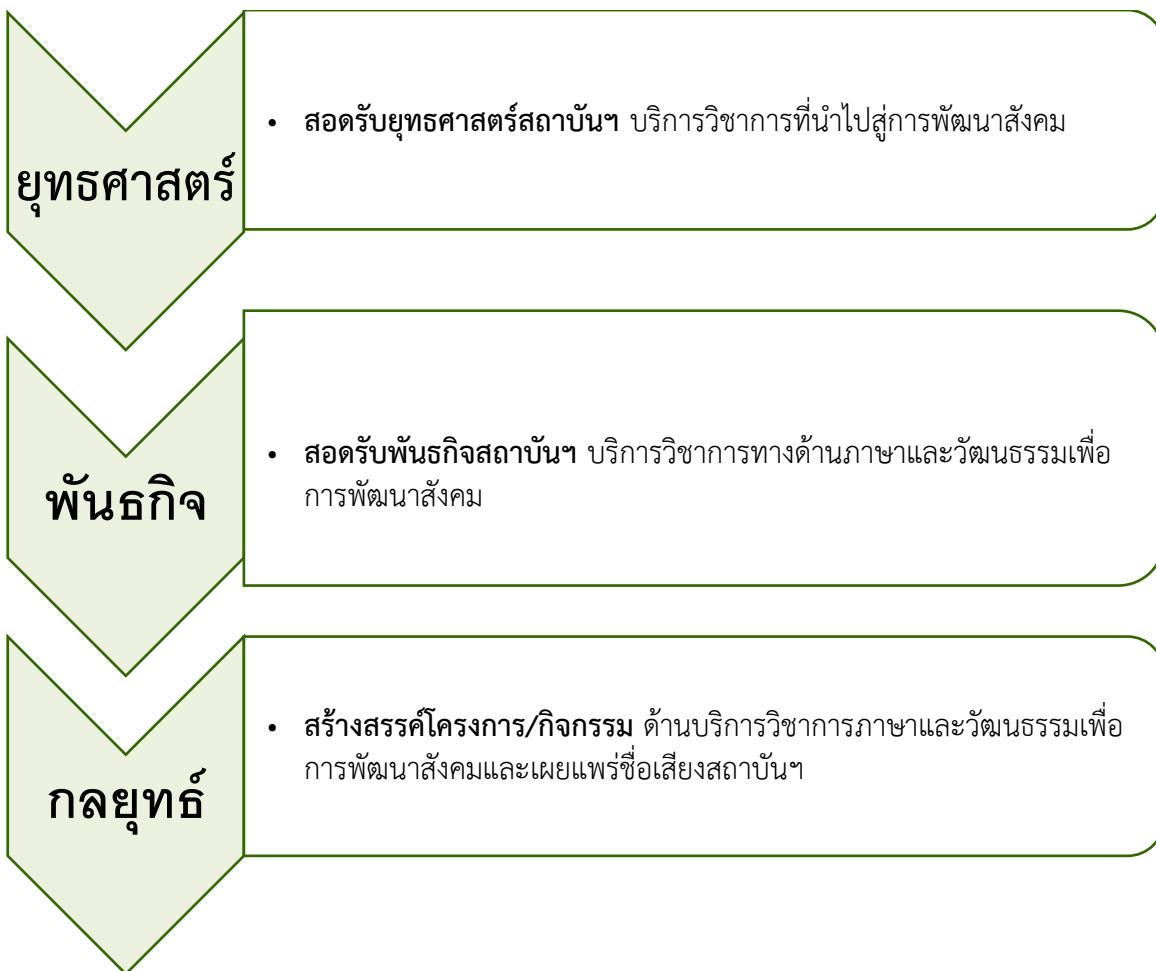 ยุทธศาสตร์
• สอดรับยุทธศาสตร์สถาบันฯ บริการวิชาการที่นำไปสู่การพัฒนาสังคม
พันธกิจ
• สอดรับพันธกิจสถาบันฯ บริการวิชาการทางด้านภาษาและวัฒนธรรมเพื่อ
การพัฒนาสังคม
กลยุทธ์
• สร้างสรรค์โครงการ/กิจกรรม ด้านบริการวิชาการภาษาและวัฒนธรรมเพื่อ
การพัฒนาสังคมและเผยแพร่ชื่อเสียงสถาบันฯ